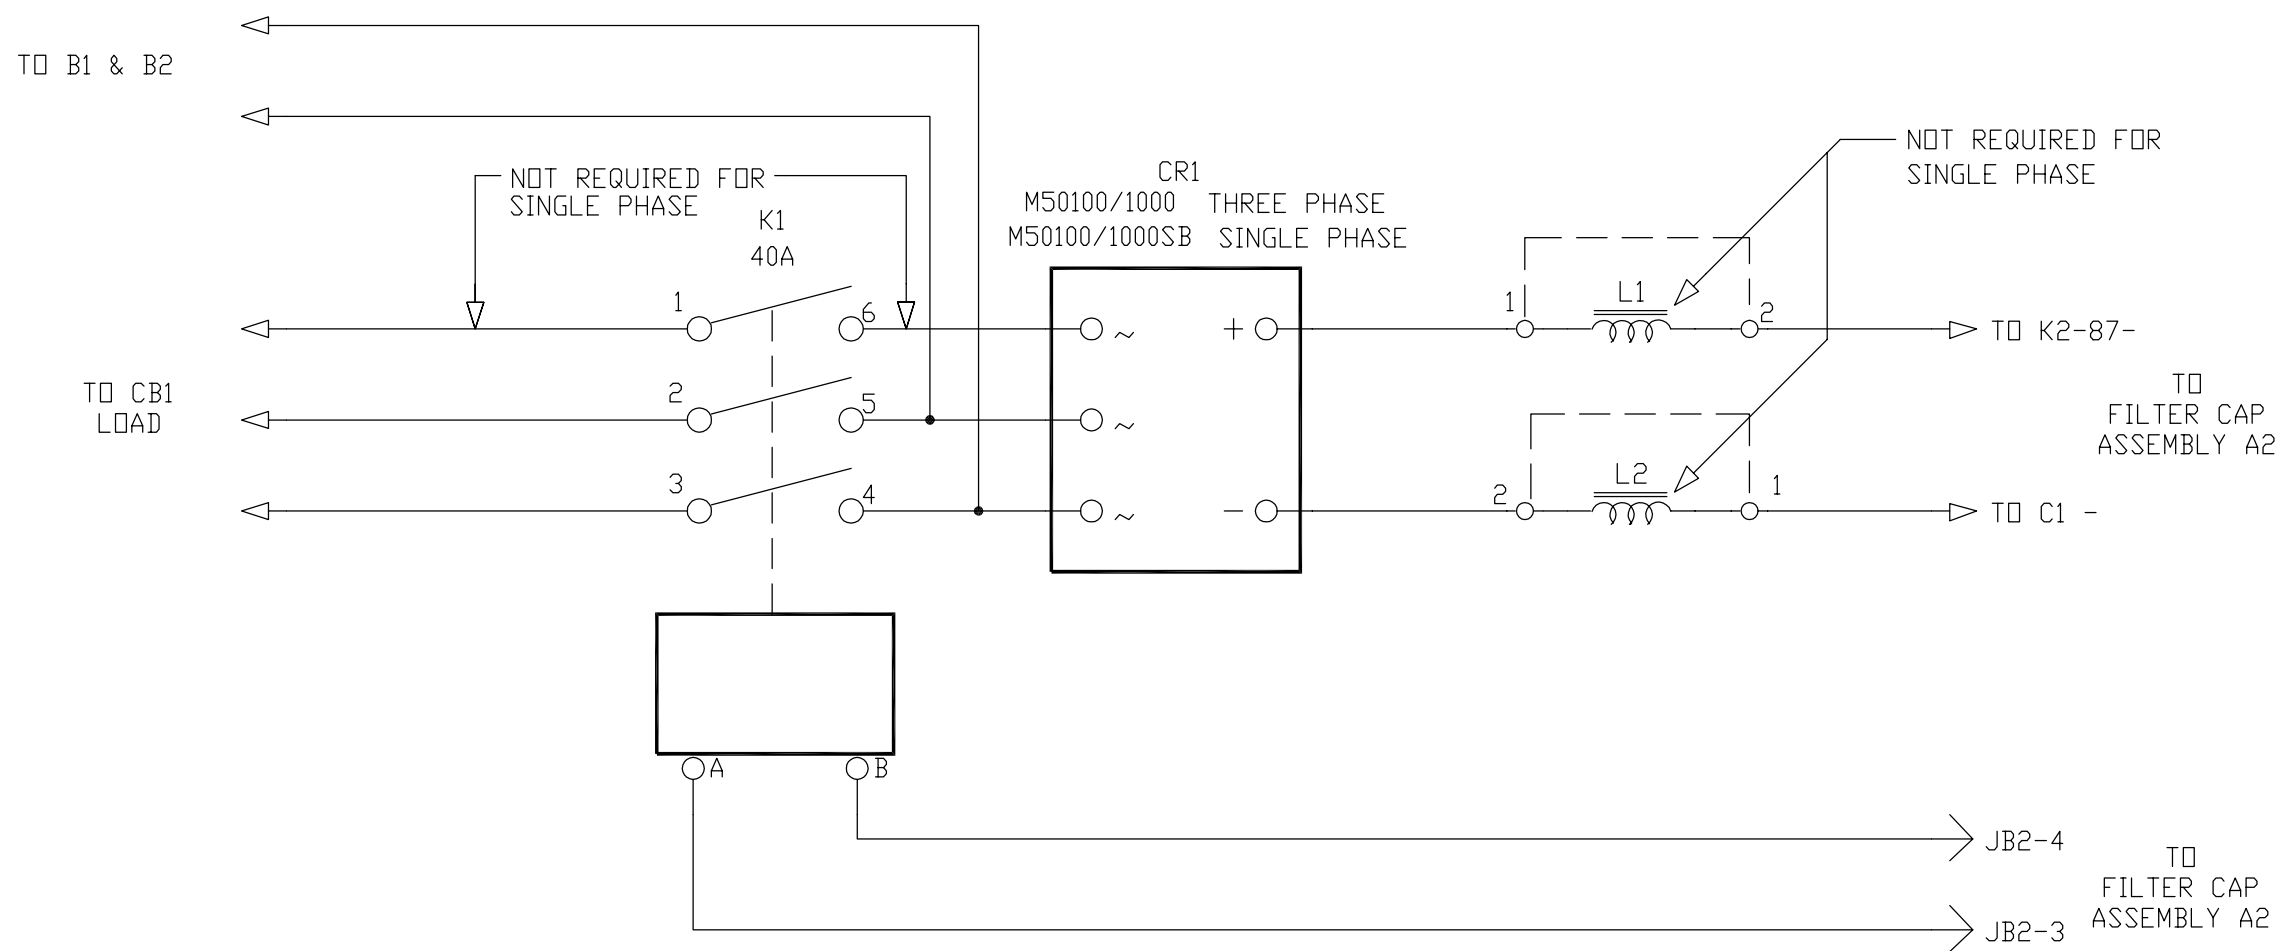 TO B1 & B2
NOT REQUIRED FOR
SINGLE PHASE
K1
40A
CR1
M50100/1000 THREE PHASE
M50100/1000SB SINGLE PHASE
NOT REQUIRED FOR
SINGLE PHASE
1
6
~
+
1
L1
2
TO K2-87-
TO CB1
LOAD
2
5
~
TO
FILTER CAP
ASSEMBLY A2
3
4
~
-
2
L2
1
TO C1 -
A
B
JB2-4
JB2-3
TO
FILTER CAP
ASSEMBLY A2